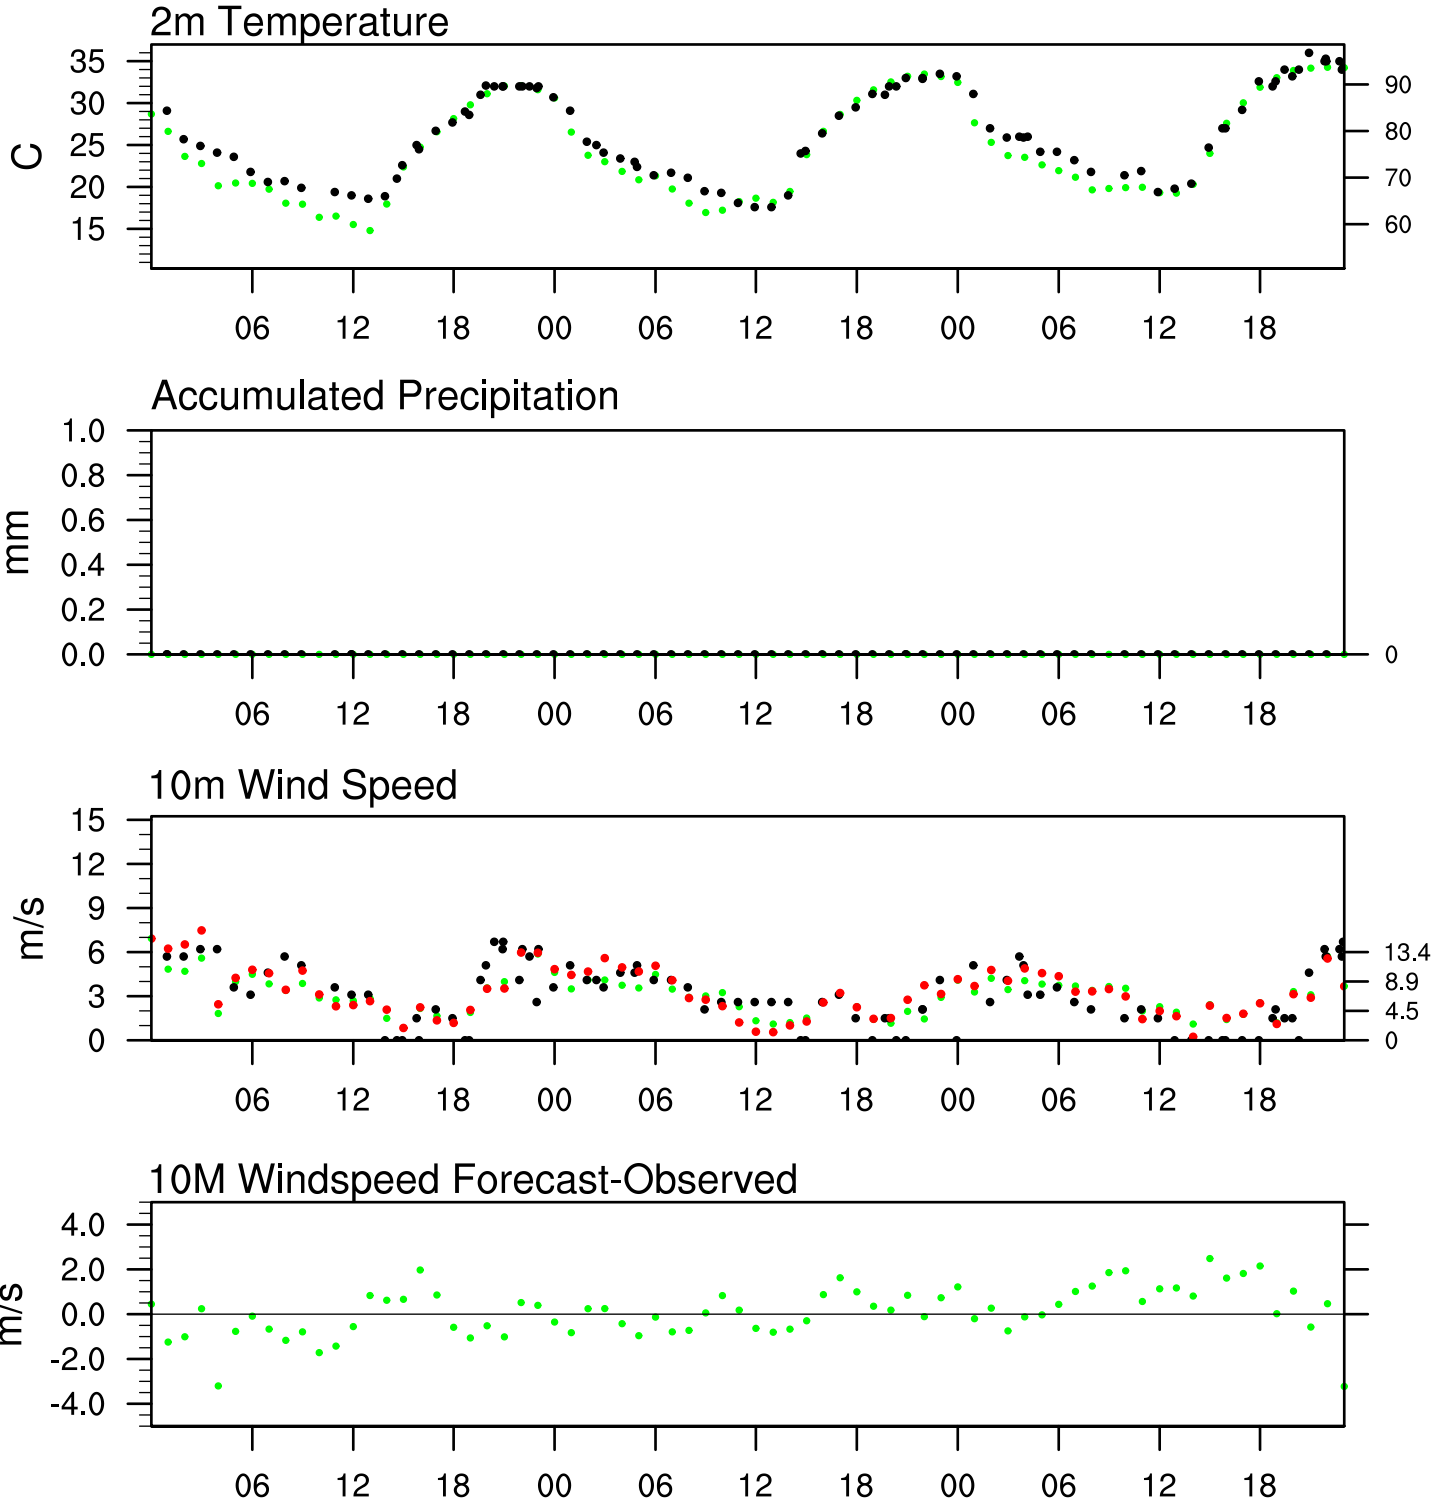 2m Temperature
35
30
25
20
15
C
90
80
70
60
06 12 18 00 06 12 18 00 06 12 18
Accumulated Precipitation
1.0
0.8
0.6
0.4
0.2
0.0
mm
0
06 12 18 00 06 12 18 00 06 12 18
10m Wind Speed
15
12
9
6
3
0
m/s
13.4
8.9
4.5
0
06 12 18 00 06 12 18 00 06 12 18
10M Windspeed Forecast-Observed
4.0
2.0
0.0
-2.0
-4.0
m/s
06 12 18 00 06 12 18 00 06 12 18